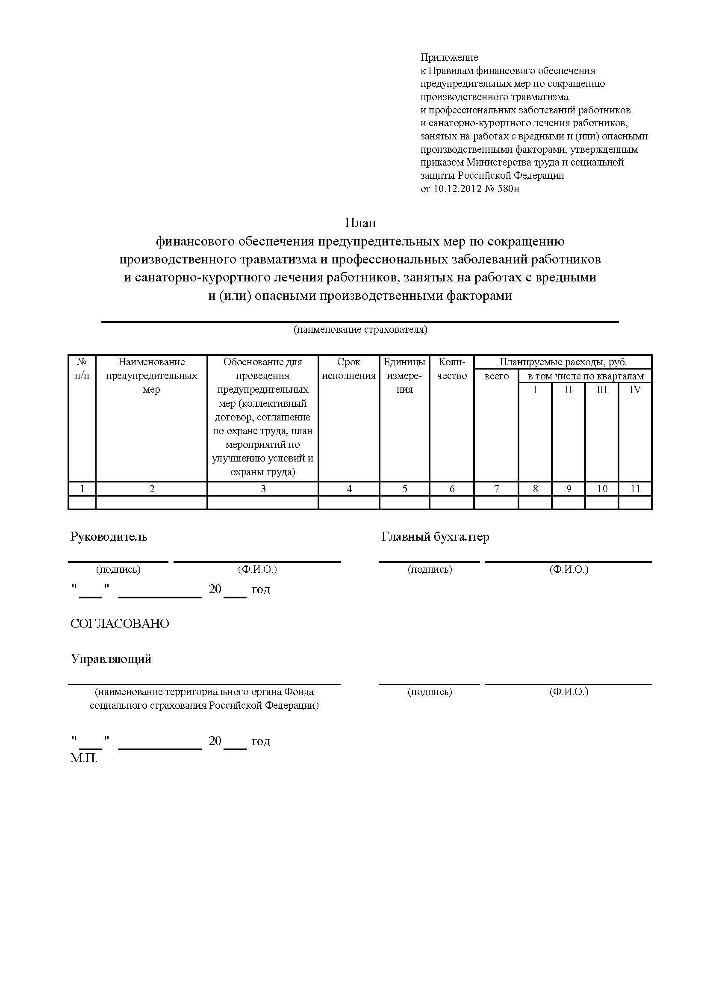 Приложение
к Правилам финансового обеспечения
предупредительных мер по сокращению
производственного травматизма
и профессиональных заболеваний работников
и санаторно-курортного лечения работников,
занятых на работах с вредными и (или) опасными
производственными факторами, утвержденным
приказом Министерства труда и социальной
защиты Российской Федерации
от 10.12.2012 № 580н
План
финансового обеспечения предупредительных мер по сокращению
производственного травматизма и профессиональных заболеваний работников
и санаторно-курортного лечения работников, занятых на работах с вредными
и (или) опасными производственными факторами
(наименование страхователя)
№
п/п
Наименование
предупредительных
мер
Обоснование для
проведения
предупредительных
мер (коллективный
договор, соглашение
по охране труда, план
мероприятий по
улучшению условий и
охраны труда)
Срок
исполнения
Единицы
измере-
ния
Коли-
чество
Планируемые расходы, руб.
всего
в том числе по кварталам
I II III IV
1 2 3 4 5 6 7 8 9 10 11
Руководитель Главный бухгалтер
(подпись) (Ф.И.О.) (подпись) (Ф.И.О.)
"___" ________ 20___ год
СОГЛАСОВАНО
Управляющий
(наименование территориального органа Фонда
социального страхования Российской Федерации)
(подпись) (Ф.И.О.)
"___" ________ 20___ год
М.П.